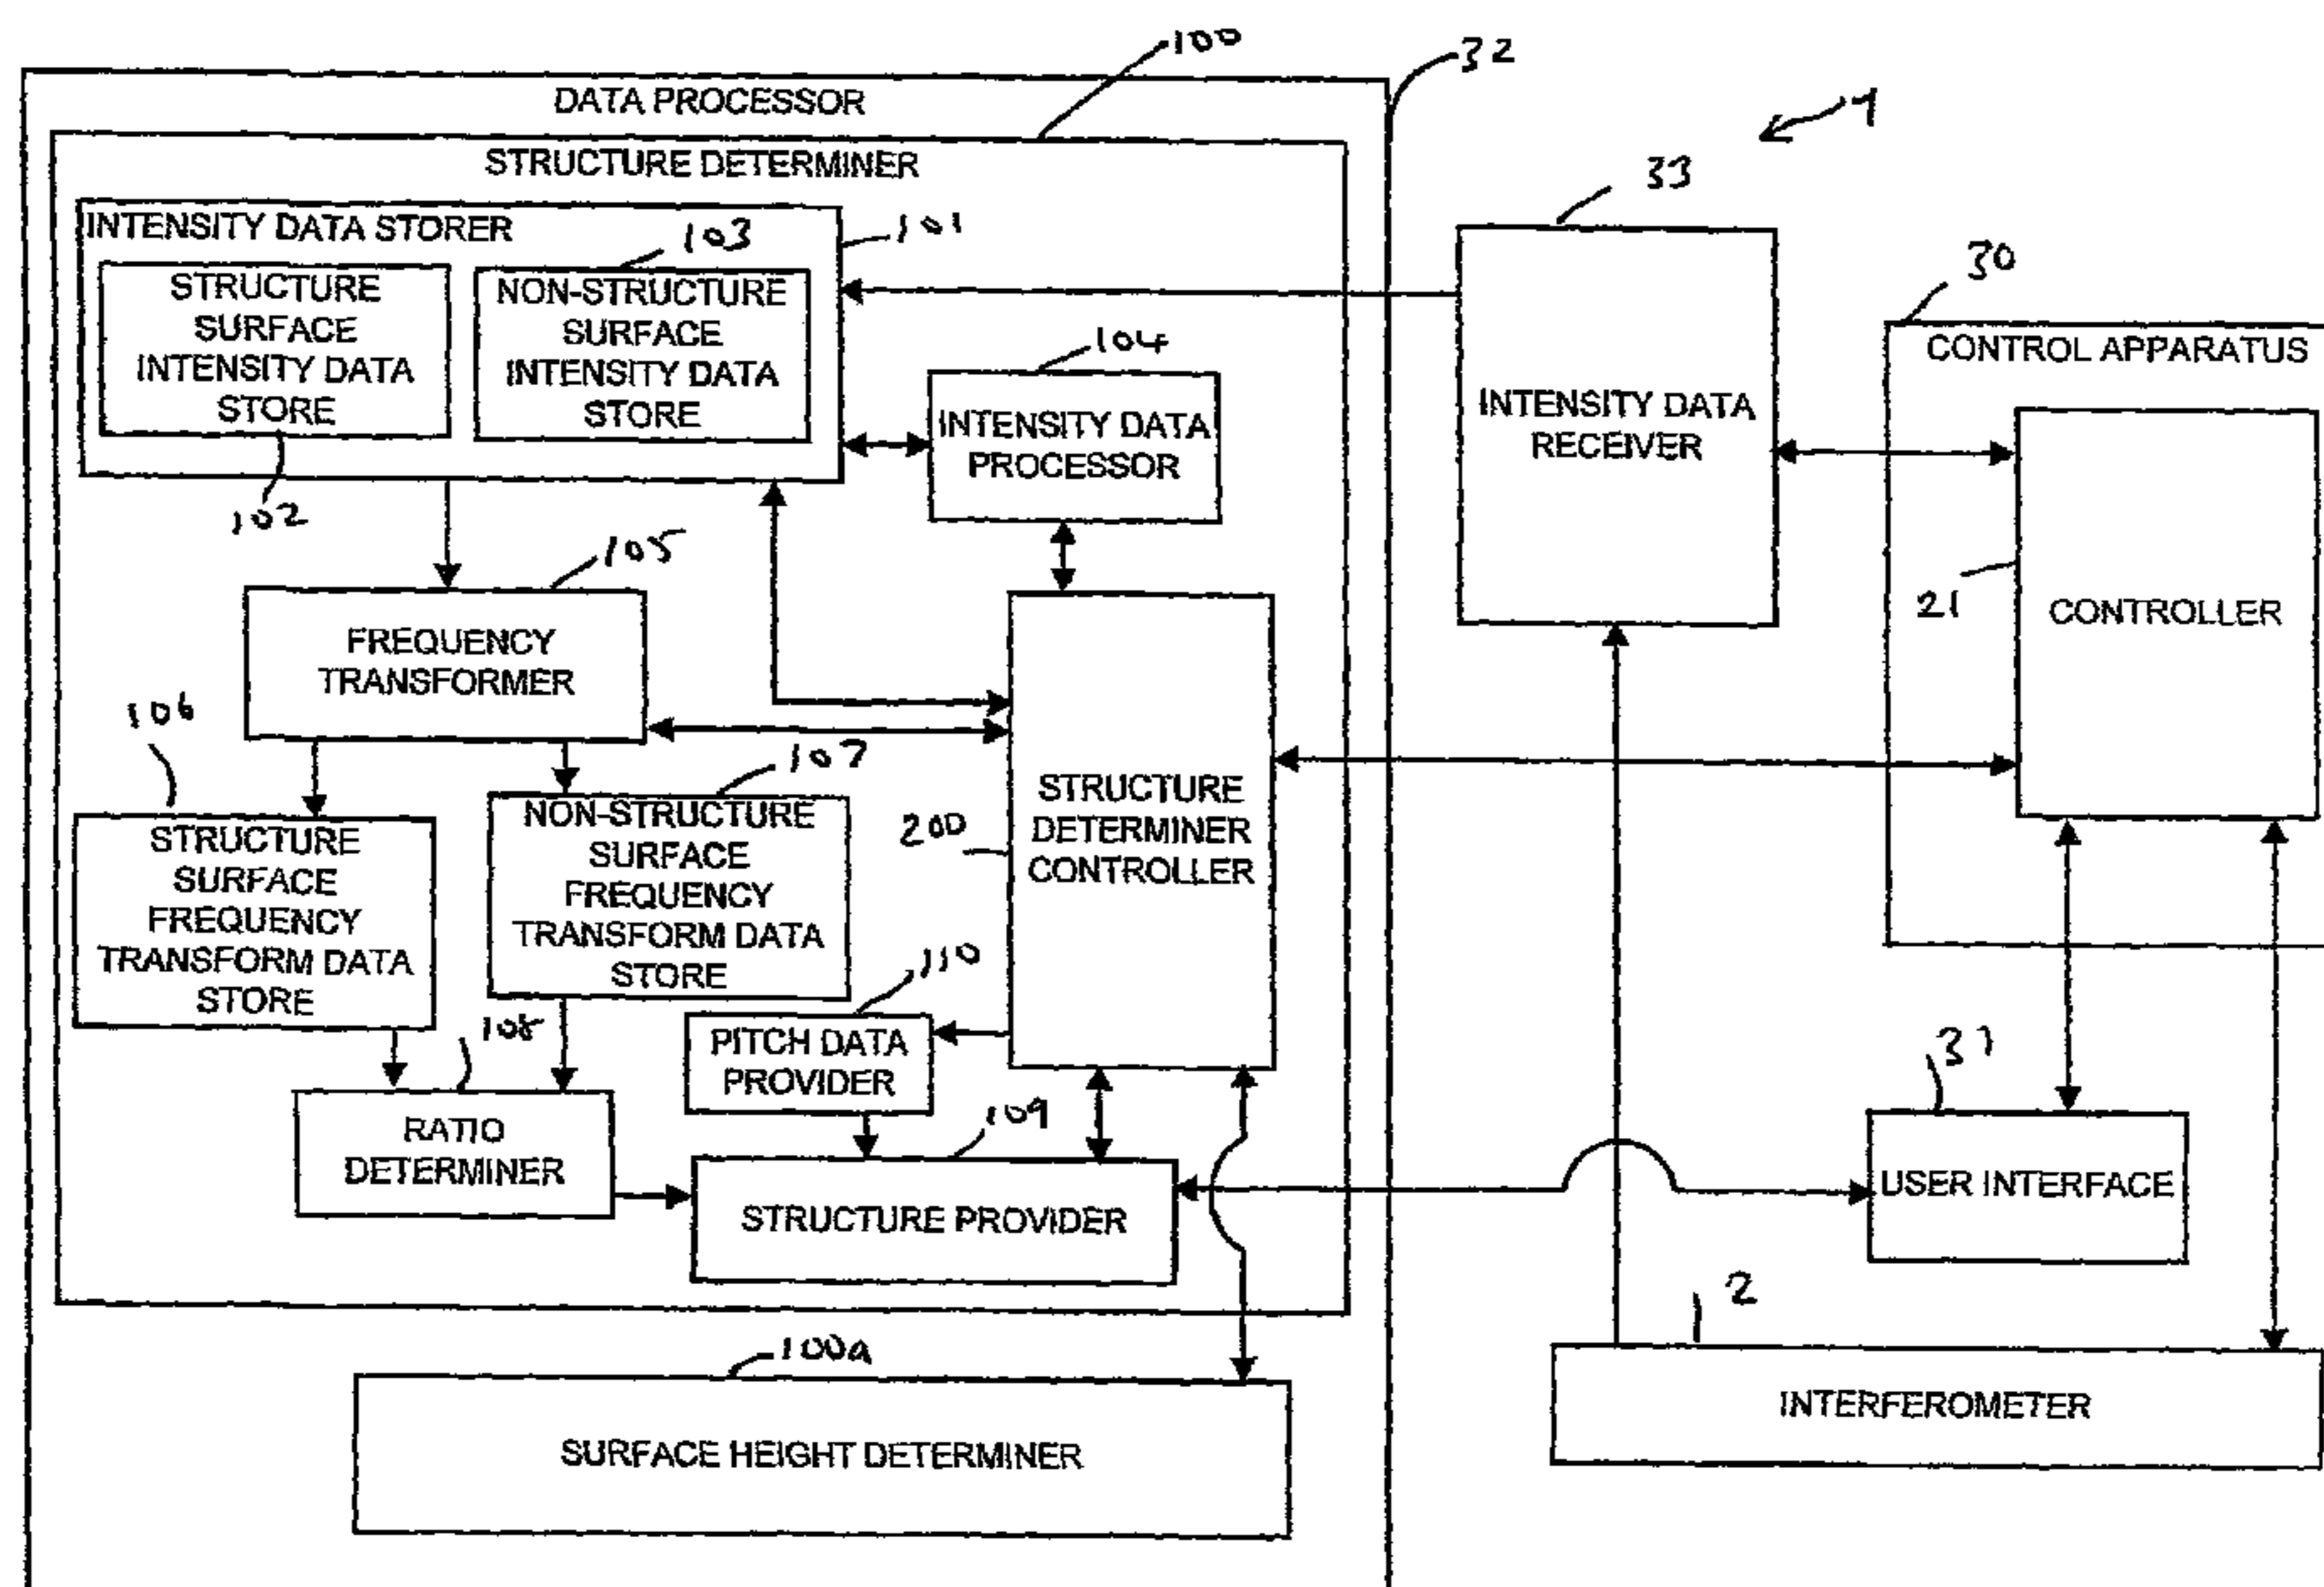 100
32
DATA PROCESSOR
1
STRUCTURE DETERMINER
33
INTENSITY DATA STORER
103
101
30
STRUCTURE
SURFACE
INTENSITY DATA
STORE
NON-STRUCTURE
SURFACE
INTENSITY DATA
STORE
104
CONTROL APPARATUS
INTENSITY DATA
PROCESSOR
INTENSITY DATA
RECEIVER
102
105
21
CONTROLLER
FREQUENCY
TRANSFORMER
106
107
STRUCTURE
DETERMINER
CONTROLLER
200
STRUCTURE
SURFACE
FREQUENCY
TRANSFORM DATA
STORE
NON-STRUCTURE
SURFACE
FREQUENCY
TRANSFORM DATA
STORE
110
108
PITCH DATA
PROVIDER
31
RATIO
DETERMINER
109
STRUCTURE PROVIDER
USER INTERFACE
2
100a
INTERFEROMETER
SURFACE HEIGHT DETERMINER